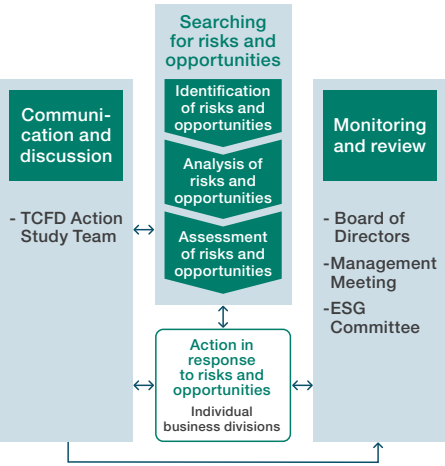 Searching
for risks and
opportunities
Identification
of risks and
opportunities
Analysis of
risks and
opportunities
Assessment
of risks and
opportunities
Communi-
cation and
discussion
- TCFD Action
Study Team
Monitoring
and review
- Board of
Directors
-Management
Meeting
-ESG
Committee
Action in
response
to risks and
opportunities
Individual
business divisions